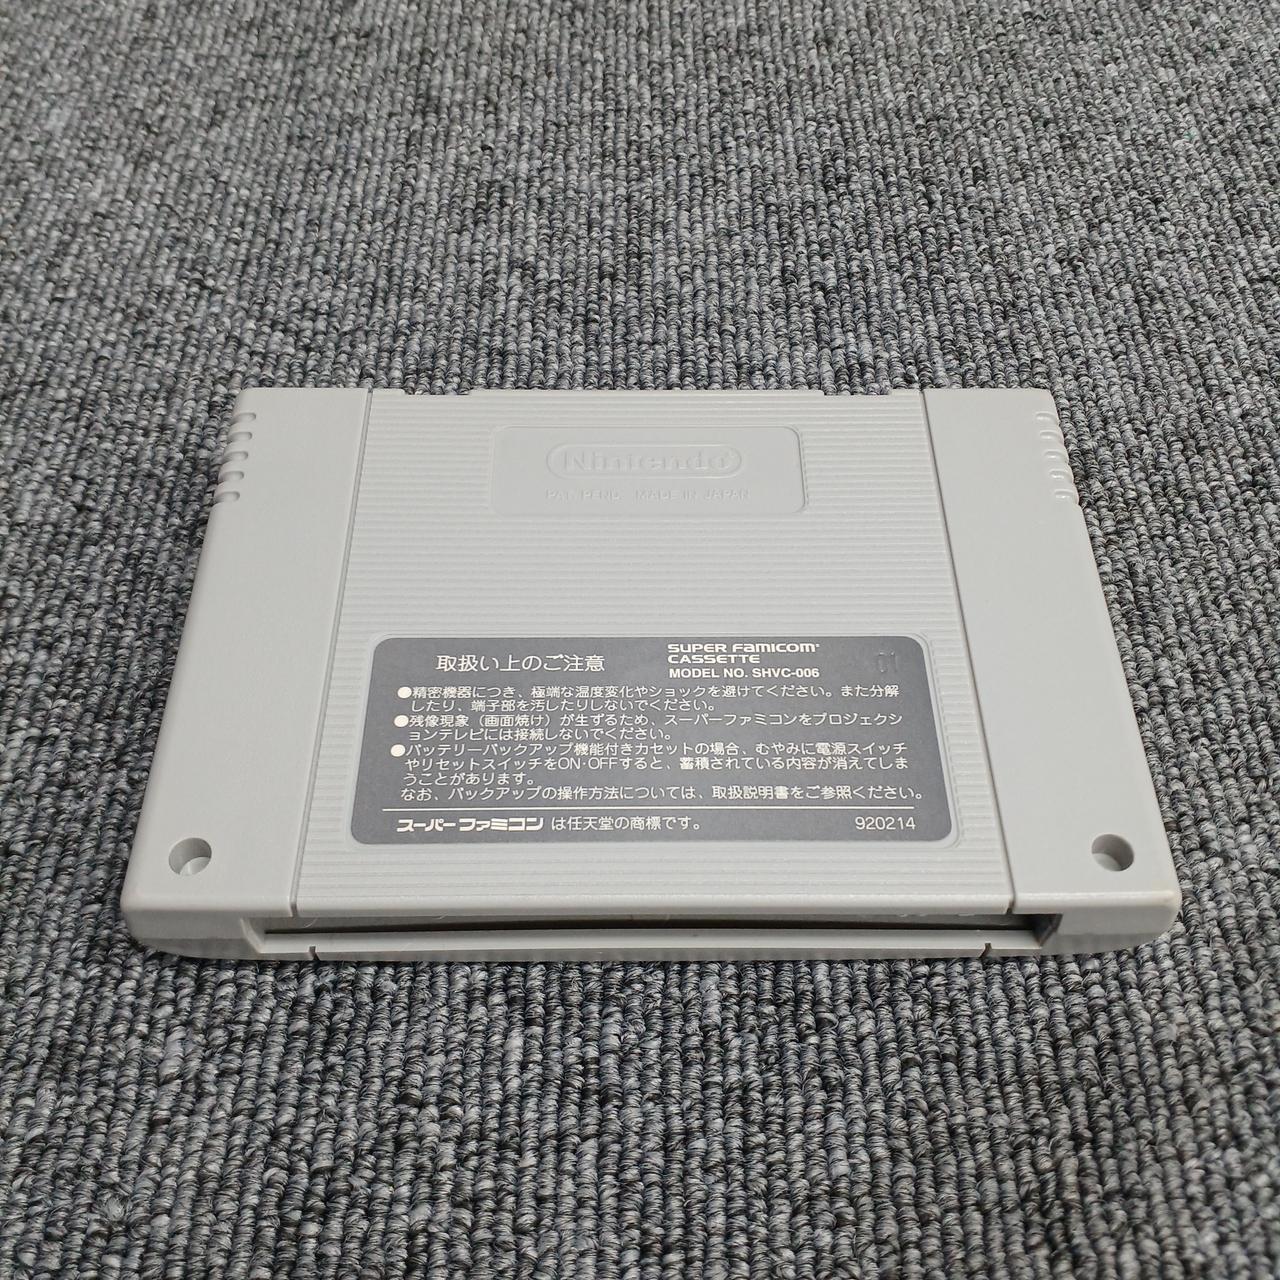 Nintendo
PAT. PEND. MADE IN JAPAN
取扱い上のご注意
SUPER FAMICOM
CASSETTE
MODEL NO. SHVC-006
01
●精密機器につき、極端な温度変化やショックを避けてください。また分解
したり、端子部を汚したりしないでください。
●残像現象(画面焼け)が生ずるため、スーパーファミコンをプロジェクシ
ョンテレビには接続しないでください。
●バッテリーバックアップ機能付きカセットの場合、むやみに電源スイッチ
やリセットスイッチをON・OFFすると、蓄積されている内容が消えてしま
うことがあります。
なお、バックアップの操作方法については、取扱説明書をご参照ください。
スーパーファミコン は任天堂の商標です。
920214